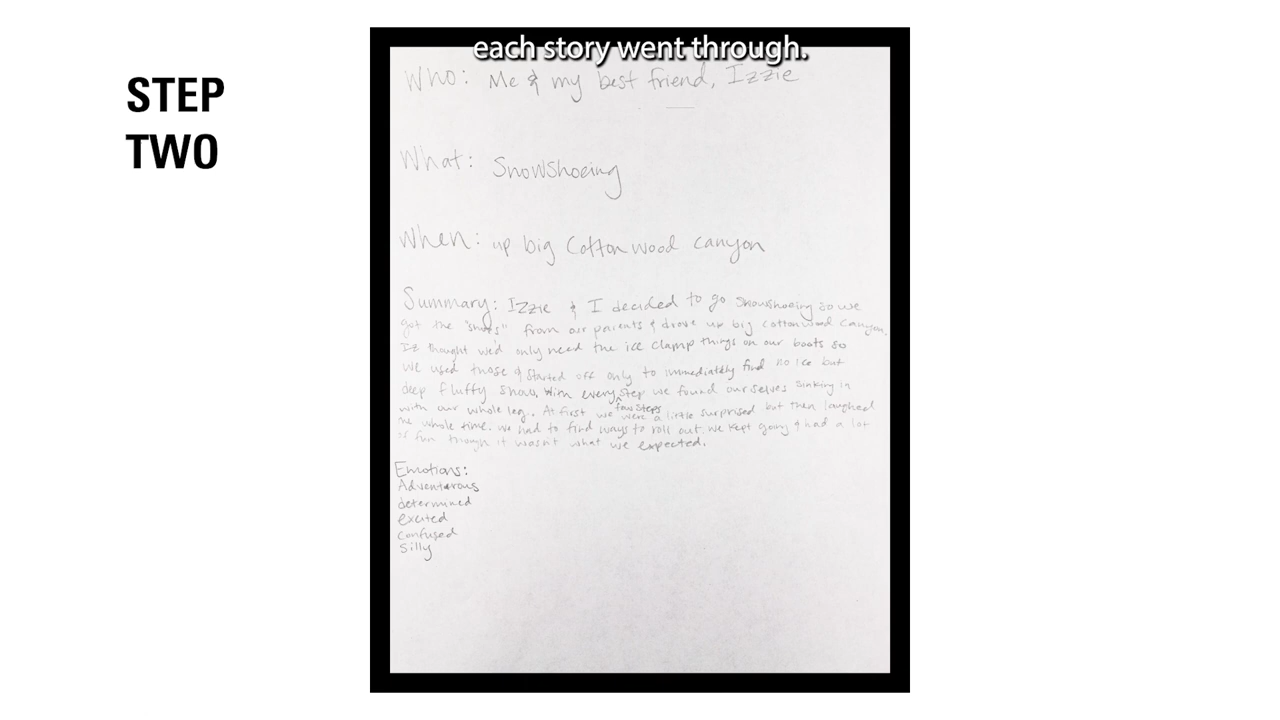 each story went through.
STEP
TWO
Who: Me & my best friend, Izzie
What: Snowshoeing
When: up big Cottonwood canyon
Summary: Izzie & I decided to go snowshoeing so we
got the "shoes" from our parents & drove up big cottonwood canyon.
Iz thought we'd only need the ice clamp things on our boots so
we used those & started off only to immediately find no ice but
deep fluffy snow. With every step we found ourselves sinking in
few steps
with our whole leg. At first we were a little surprised but then laughed
the whole time. We had to find ways to roll out. We kept going & had a lot
of fun though it wasn't what we expected.
Emotions:
Adventurous
determined
excited
confused
Silly